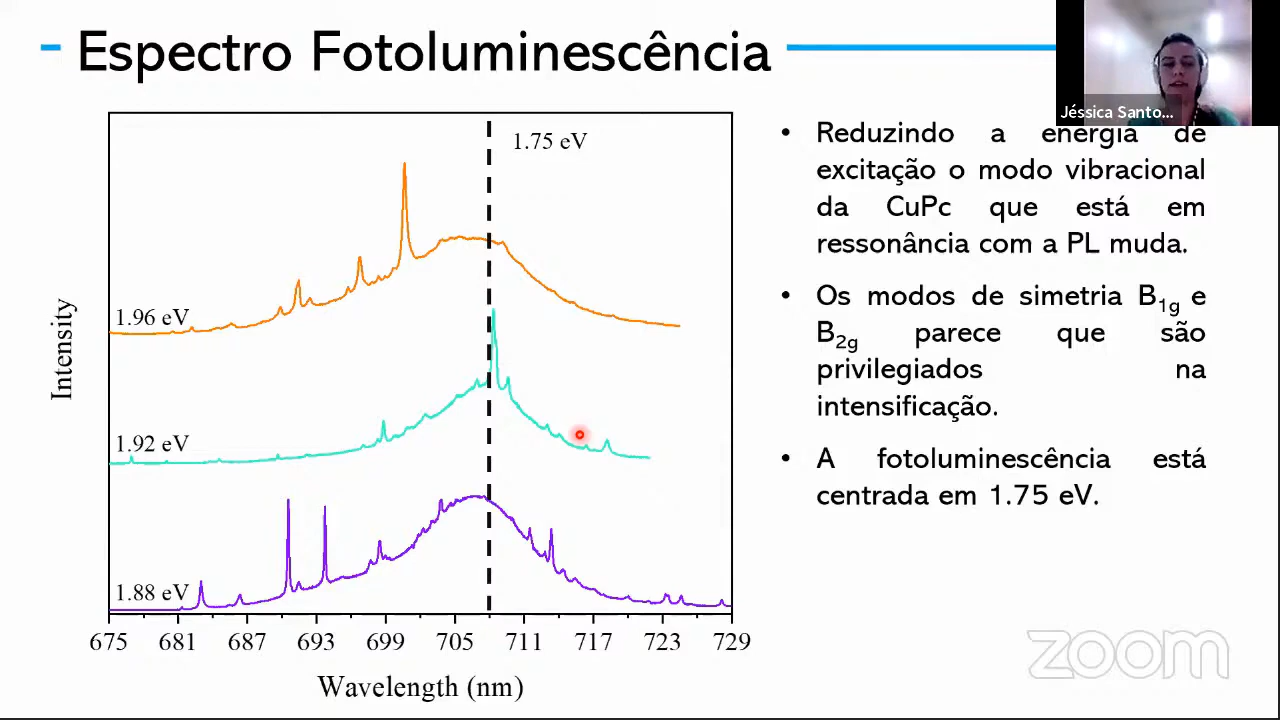 Espectro Fotoluminescência
Jéssica Santo...
1.75 eV
1.96 eV
1.92 eV
1.88 eV
Intensity
675 681 687 693 699 705 711 717 723 729
Wavelength (nm)
• Reduzindo a energia de
excitação o modo vibracional
da CuPc que está em
ressonância com a PL muda.
• Os modos de simetria B1g e
B2g parece que são
privilegiados na
intensificação.
• A fotoluminescência está
centrada em 1.75 eV.
zoom